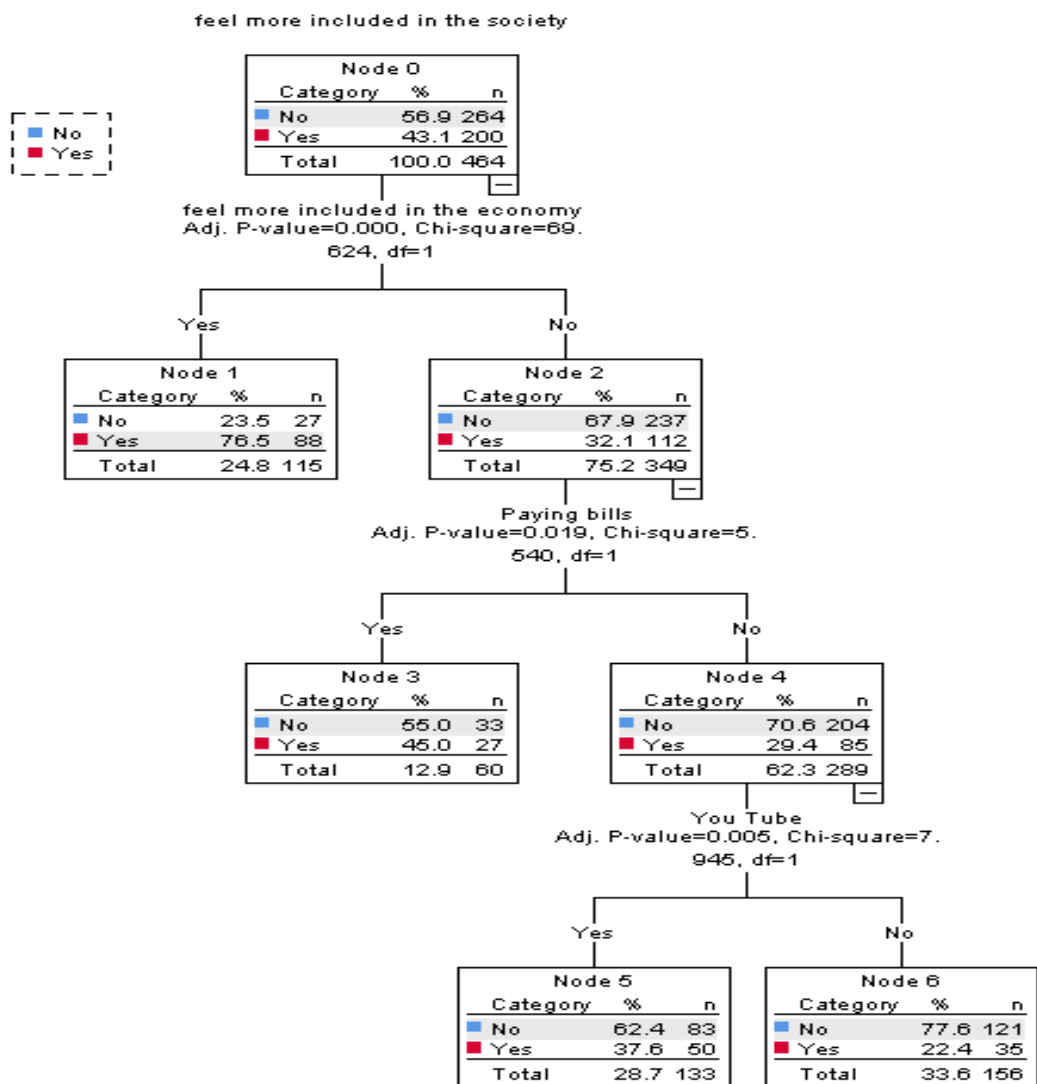 feel more included in the society
No
Yes
Node 0
Category % n
No 56.9 264
Yes 43.1 200
Total 100.0 464
feel more included in the economy
Adj. P-value=0.000, Chi-square=69.
624, df=1
Yes
No
Node 1
Category % n
No 23.5 27
Yes 76.5 88
Total 24.8 115
Node 2
Category % n
No 67.9 237
Yes 32.1 112
Total 75.2 349
Paying bills
Adj. P-value=0.019, Chi-square=5.
540, df=1
Yes
No
Node 3
Category % n
No 55.0 33
Yes 45.0 27
Total 12.9 60
Node 4
Category % n
No 70.6 204
Yes 29.4 85
Total 62.3 289
You Tube
Adj. P-value=0.005, Chi-square=7.
945, df=1
Yes
No
Node 5
Category % n
No 62.4 83
Yes 37.6 50
Total 28.7 133
Node 6
Category % n
No 77.6 121
Yes 22.4 35
Total 33.6 156